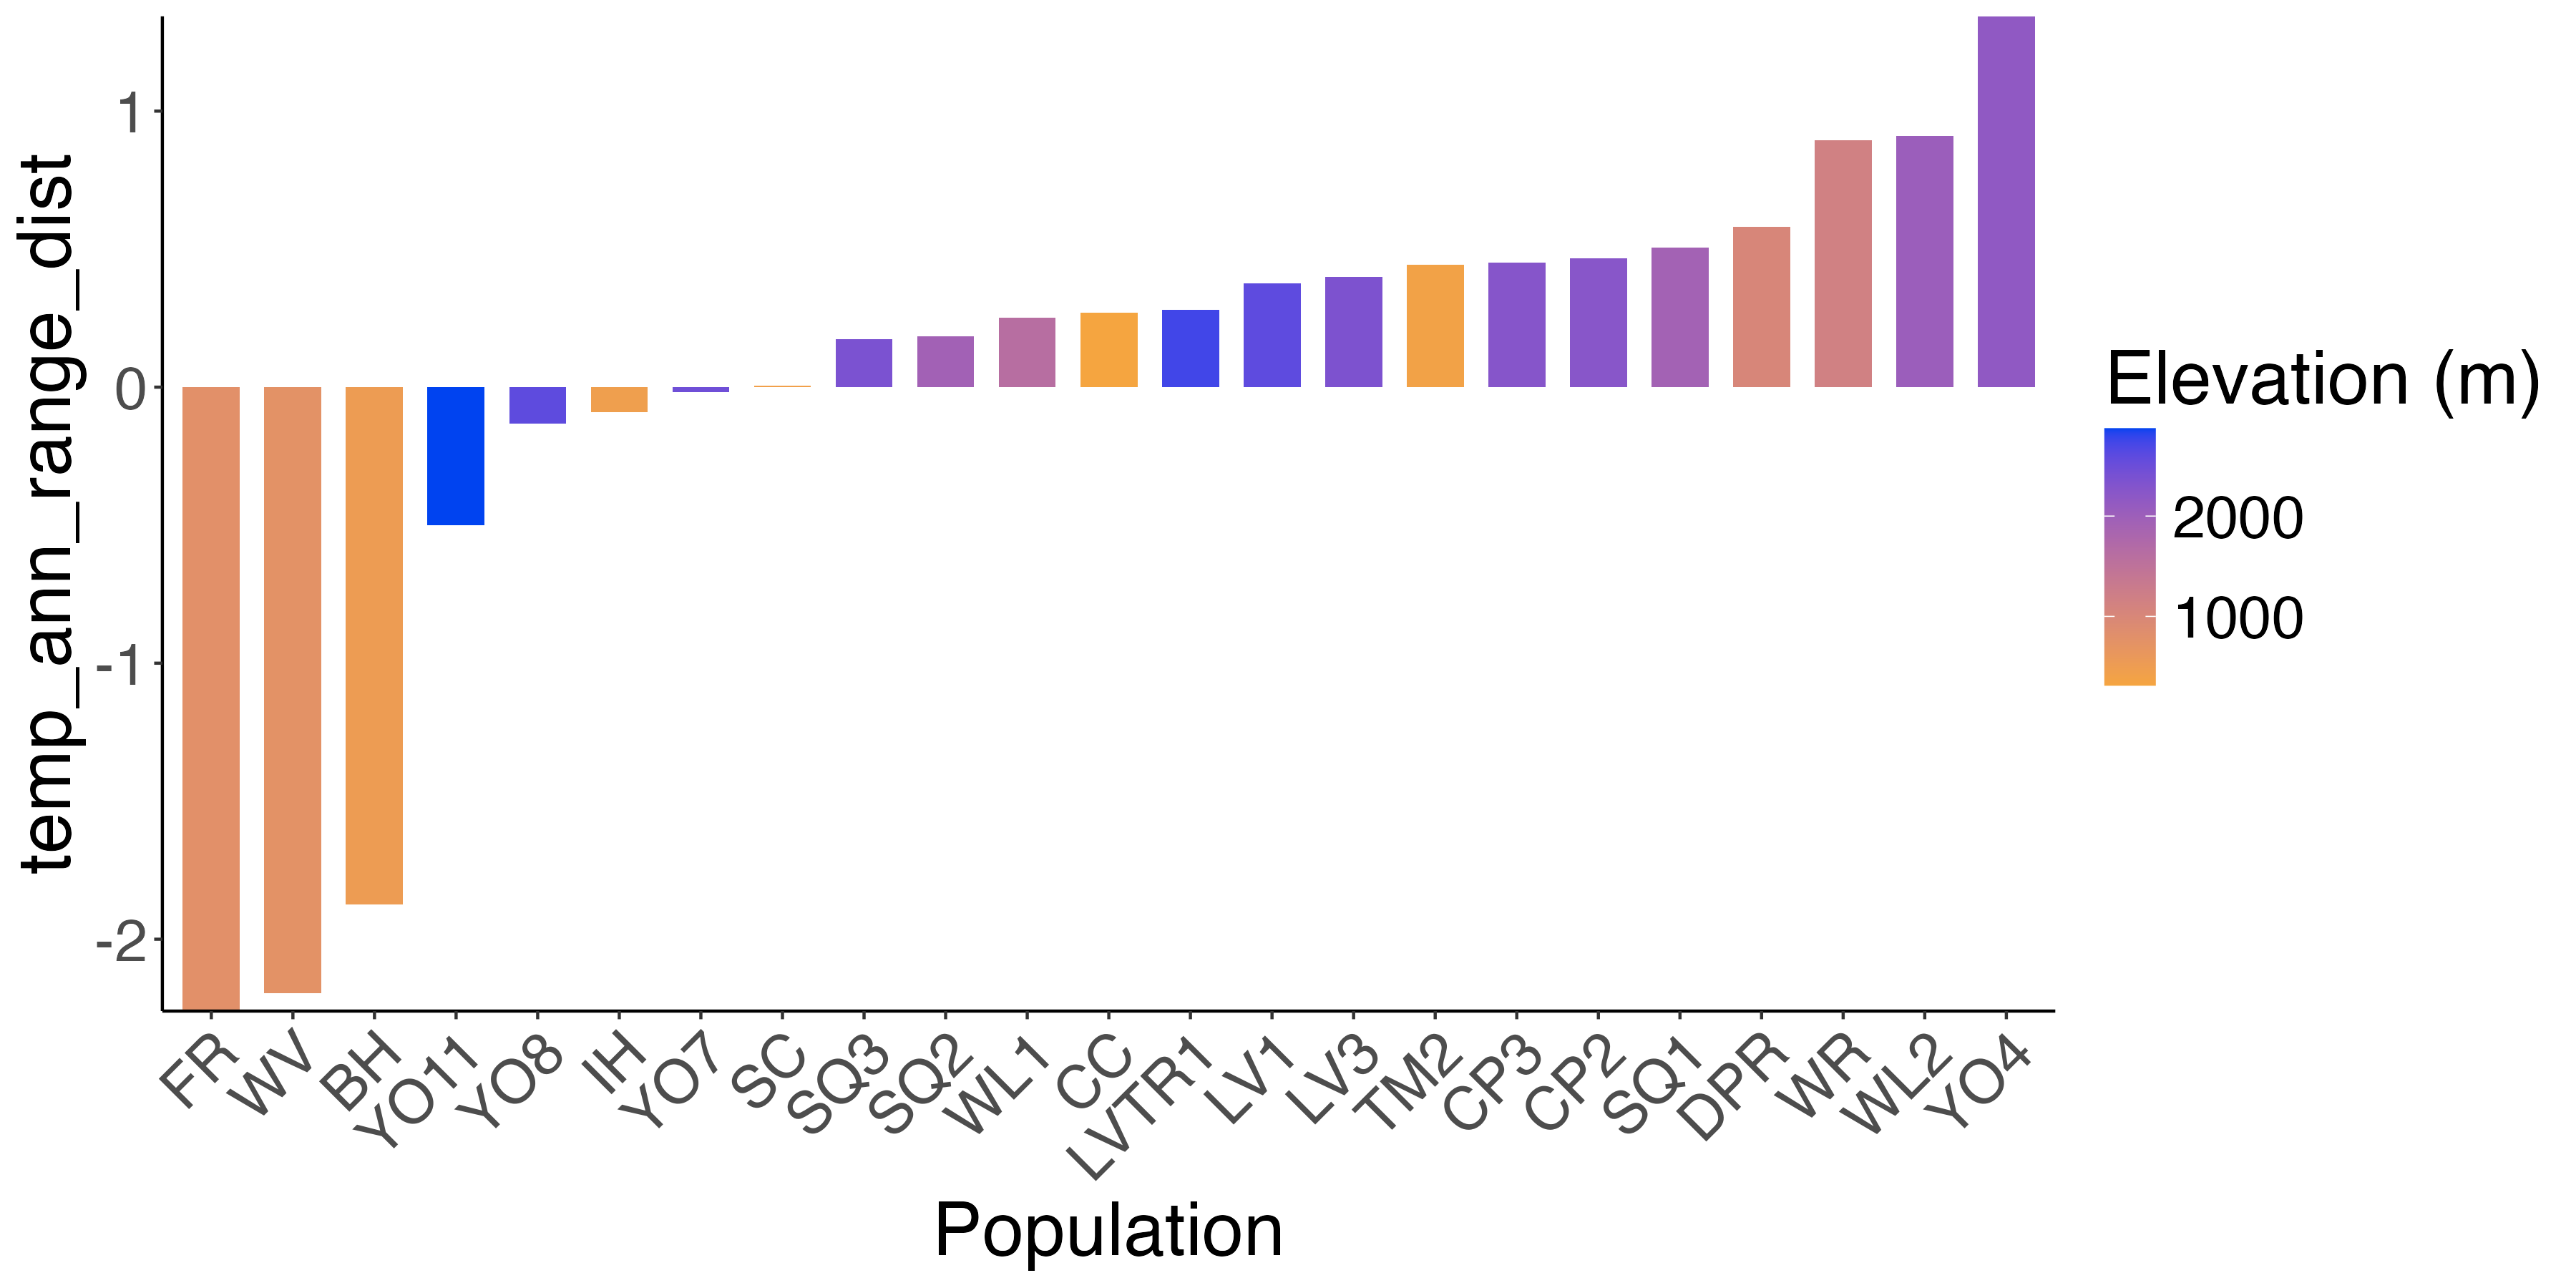 temp_ann_range_dist
1
0
-1
-2
FR
WV
BH
YO11
YO8
IH
YO7
SC
SQ3
SQ2
WL1
CC
LVTR1
LV1
LV3
TM2
CP3
CP2
SQ1
DPR
WR
WL2
YO4
Population
Elevation (m)
2000
1000